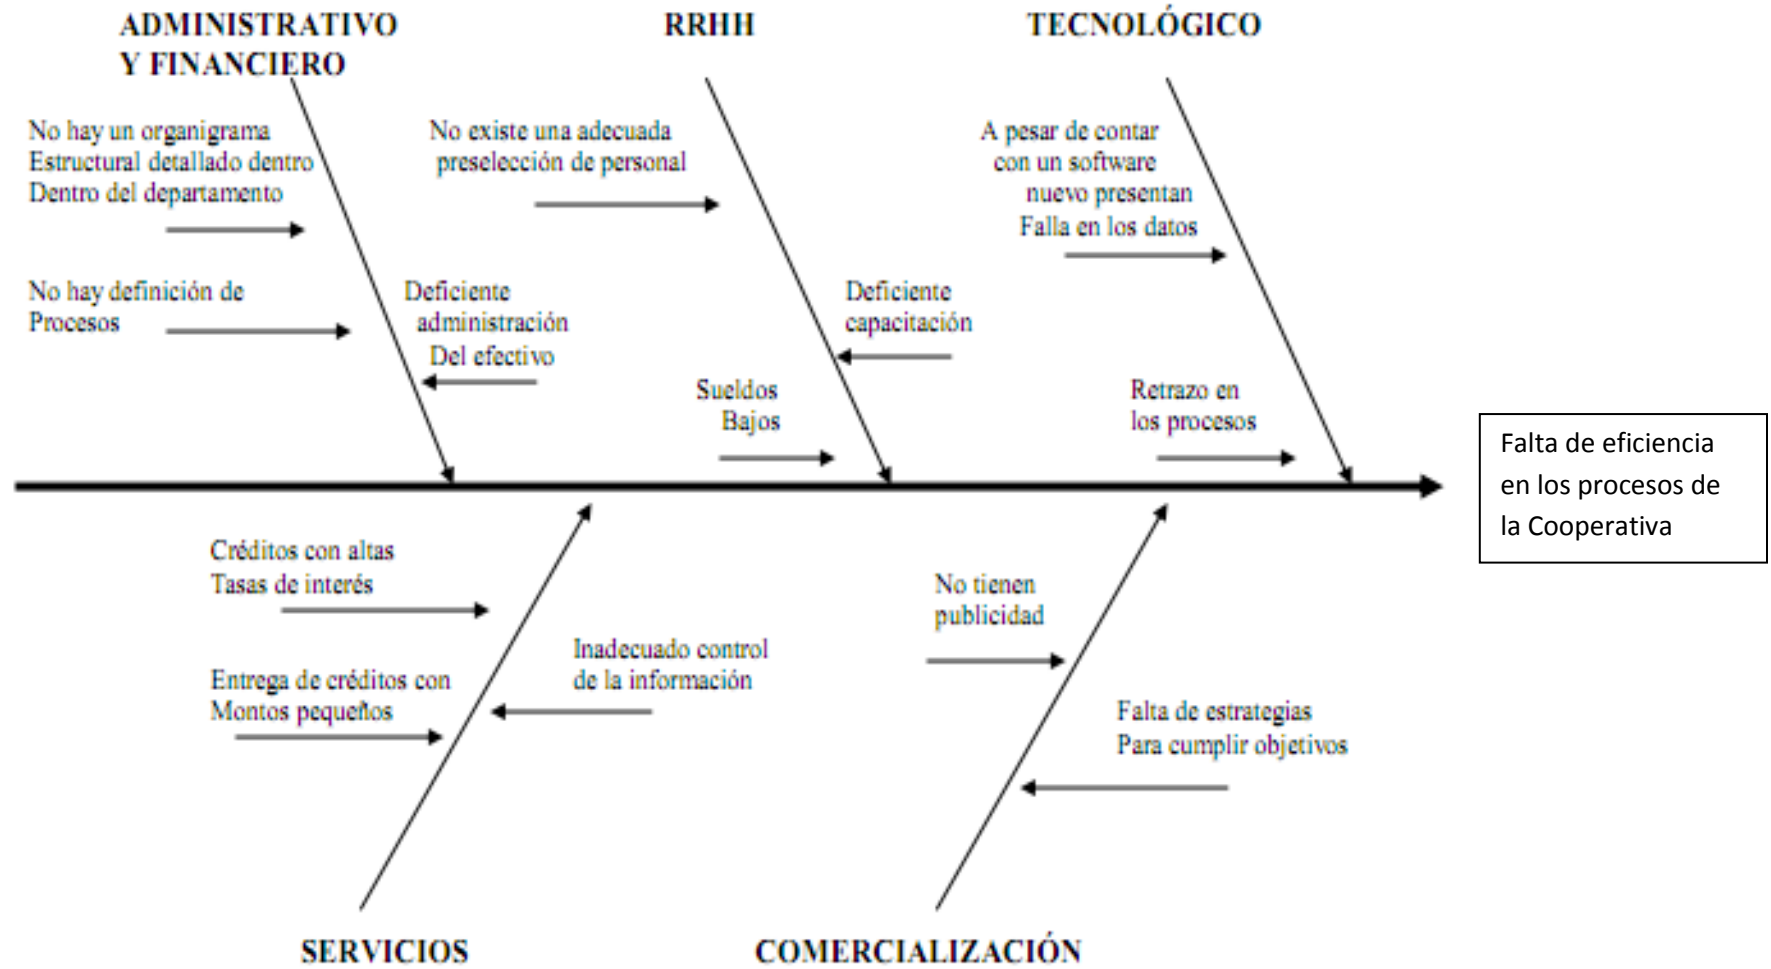 ADMINISTRATIVO
Y FINANCIERO
RRHH
TECNOLÓGICO
No hay un organigrama
Estructural detallado dentro
Dentro del departamento
No existe una adecuada
preselección de personal
A pesar de contar
con un software
nuevo presentan
Falla en los datos
No hay definición de
Procesos
Deficiente
administración
Del efectivo
Deficiente
capacitación
Sueldos
Bajos
Retrazo en
los procesos
Falta de eficiencia
en los procesos de
la Cooperativa
Créditos con altas
Tasas de interés
No tienen
publicidad
Inadecuado control
de la información
Entrega de créditos con
Montos pequeños
Falta de estrategias
Para cumplir objetivos
SERVICIOS
COMERCIALIZACIÓN